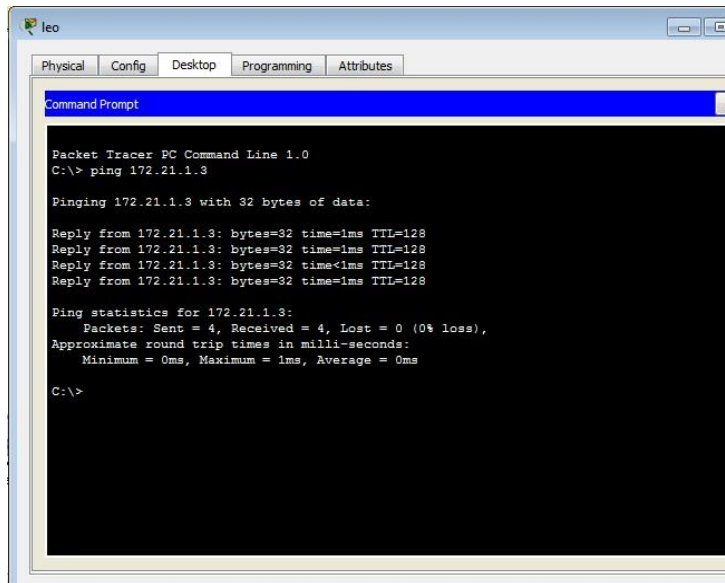 leo
Physical Config Desktop Programming Attributes
Command Prompt
Packet Tracer PC Command Line 1.0
C:\> ping 172.21.1.3
Pinging 172.21.1.3 with 32 bytes of data:
Reply from 172.21.1.3: bytes=32 time=1ms TTL=128
Reply from 172.21.1.3: bytes=32 time=1ms TTL=128
Reply from 172.21.1.3: bytes=32 time<1ms TTL=128
Reply from 172.21.1.3: bytes=32 time=1ms TTL=128
Ping statistics for 172.21.1.3:
Packets: Sent = 4, Received = 4, Lost = 0 (0% loss),
Approximate round trip times in milli-seconds:
Minimum = 0ms, Maximum = 1ms, Average = 0ms
C:\>